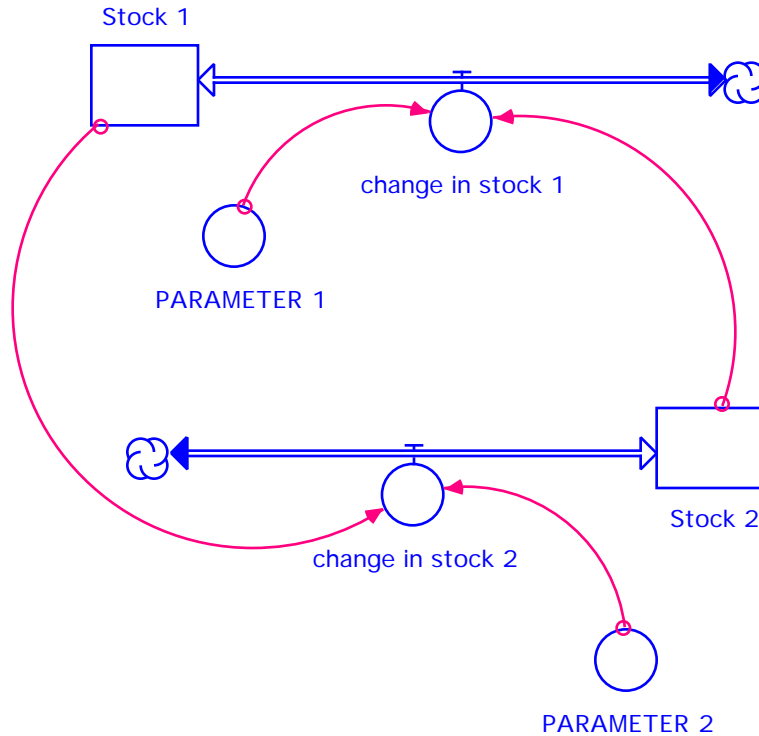 Stock 1
change in stock 1
PARAMETER 1
Stock 2
change in stock 2
PARAMETER 2